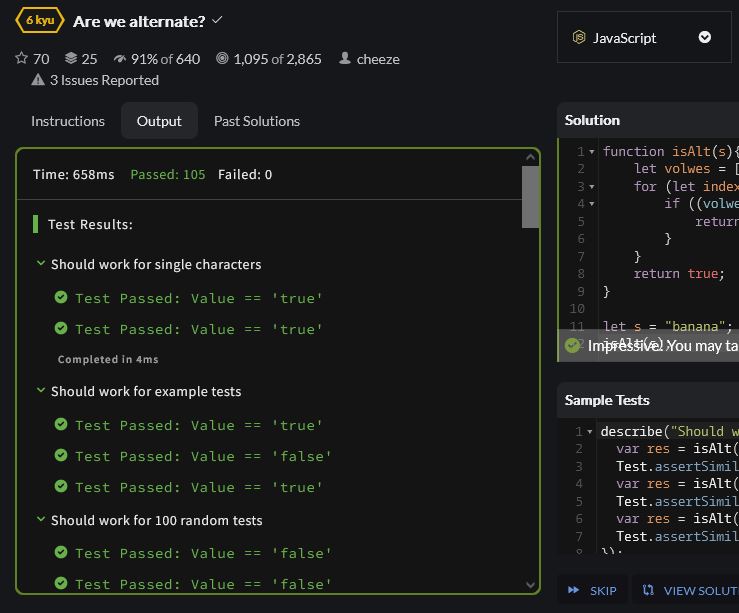 6 kyu Are we alternate?
JavaScript
70 25 91% of 640 1,095 of 2,865 cheeze
3 Issues Reported
Instructions Output Past Solutions
Time: 658ms Passed: 105 Failed: 0
Test Results:
Should work for single characters
Test Passed: Value == 'true'
Test Passed: Value == 'true'
Completed in 4ms
Should work for example tests
Test Passed: Value == 'true'
Test Passed: Value == 'false'
Test Passed: Value == 'true'
Should work for 100 random tests
Test Passed: Value == 'false'
Test Passed: Value == 'false'
Solution
1 function isAlt(s){
2 let volwes = [
3 for (let index
4 if ((volwe
5 return
6 }
7 }
8 return true;
9 }
10
11 let s = "banana";
isAlt(s);
Impressive! You may ta
Sample Tests
1 describe("Should w
2 var res = isAlt(
3 Test.assertSimil
4 var res = isAlt(
5 Test.assertSimil
6 var res = isAlt(
7 Test.assertSimil
8 });
SKIP VIEW SOLUT